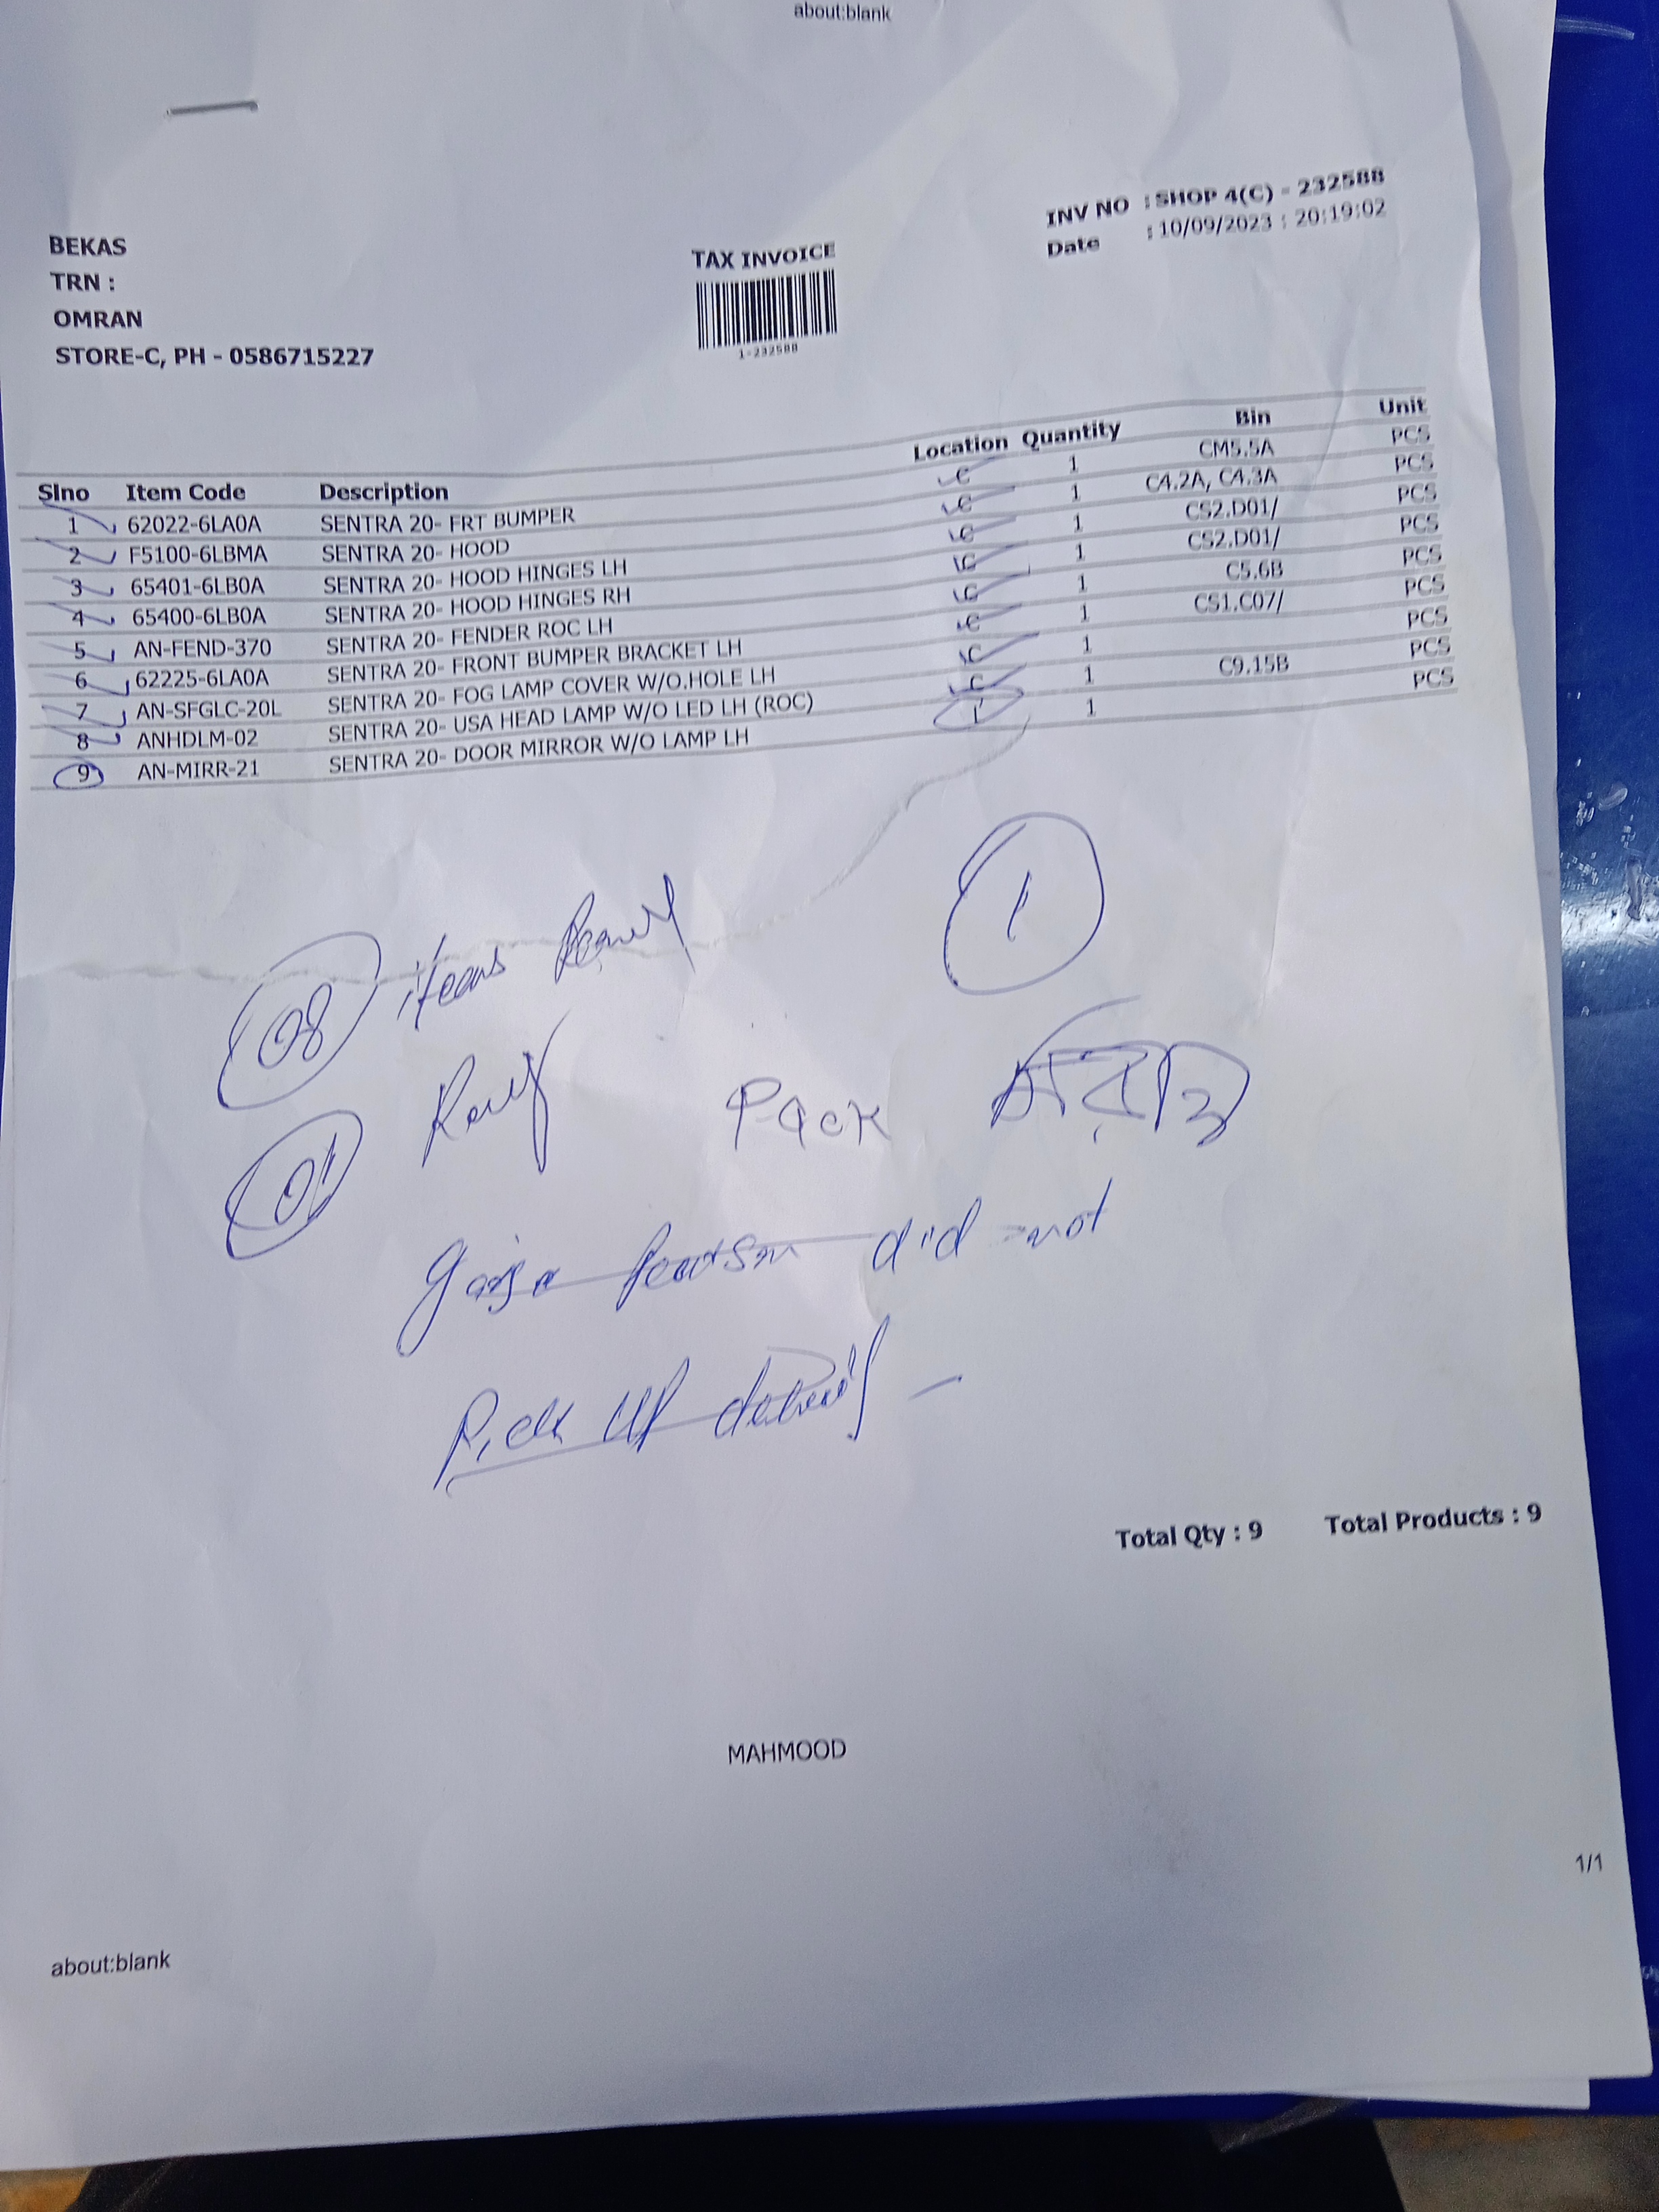 about:blank
INV NO : SHOP 4(C) - 232588
Date : 10/09/2023 : 20:19:02
BEKAS
TRN :
OMRAN
STORE-C, PH - 0586715227
TAX INVOICE
1-232588
Slno Item Code Description Location Quantity Bin Unit
1 62022-6LA0A SENTRA 20- FRT BUMPER C 1 CM5.5A PCS
2 F5100-6LBMA SENTRA 20- HOOD C 1 C4.2A, C4.3A PCS
3 65401-6LB0A SENTRA 20- HOOD HINGES LH C 1 CS2.D01/ PCS
4 65400-6LB0A SENTRA 20- HOOD HINGES RH C 1 CS2.D01/ PCS
5 AN-FEND-370 SENTRA 20- FENDER ROC LH C 1 C5.6B PCS
6 62225-6LA0A SENTRA 20- FRONT BUMPER BRACKET LH C 1 CS1.C07/ PCS
7 AN-SFGLC-20L SENTRA 20- FOG LAMP COVER W/O.HOLE LH C 1 PCS
8 ANHDLM-02 SENTRA 20- USA HEAD LAMP W/O LED LH (ROC) C 1 C9.15B PCS
9 AN-MIRR-21 SENTRA 20- DOOR MIRROR W/O LAMP LH 1 PCS
1
08 items
01 Pack
did not
Pick up
Total Qty : 9 Total Products : 9
MAHMOOD
1/1
about:blank